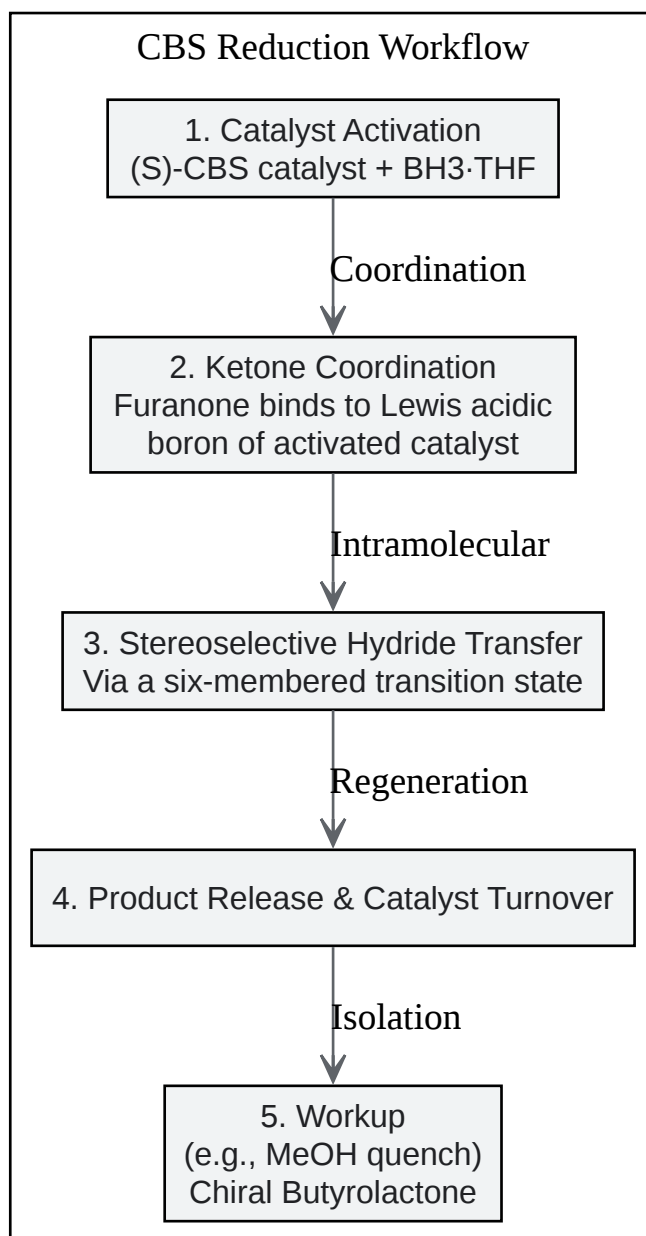 CBS Reduction Workflow
1. Catalyst Activation
(S)-CBS catalyst + BH3·THF
Coordination
2. Ketone Coordination
Furanone binds to Lewis acidic
boron of activated catalyst
Intramolecular
3. Stereoselective Hydride Transfer
Via a six-membered transition state
Regeneration
4. Product Release & Catalyst Turnover
Isolation
5. Workup
(e.g., MeOH quench)
Chiral Butyrolactone